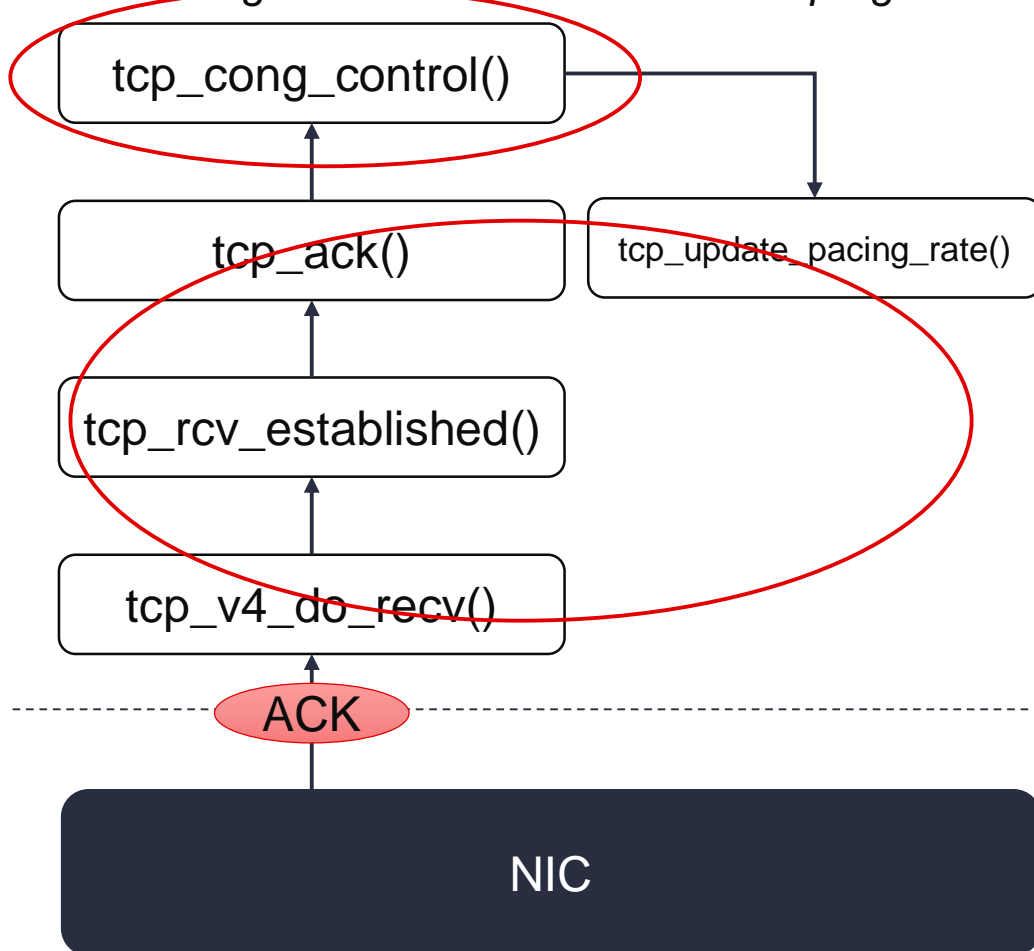 tcp_cong_control()
tcp_ack()
tcp_update_pacing_rate()
tcp_rcv_established()
tcp_v4_do_recv()
ACK
NIC